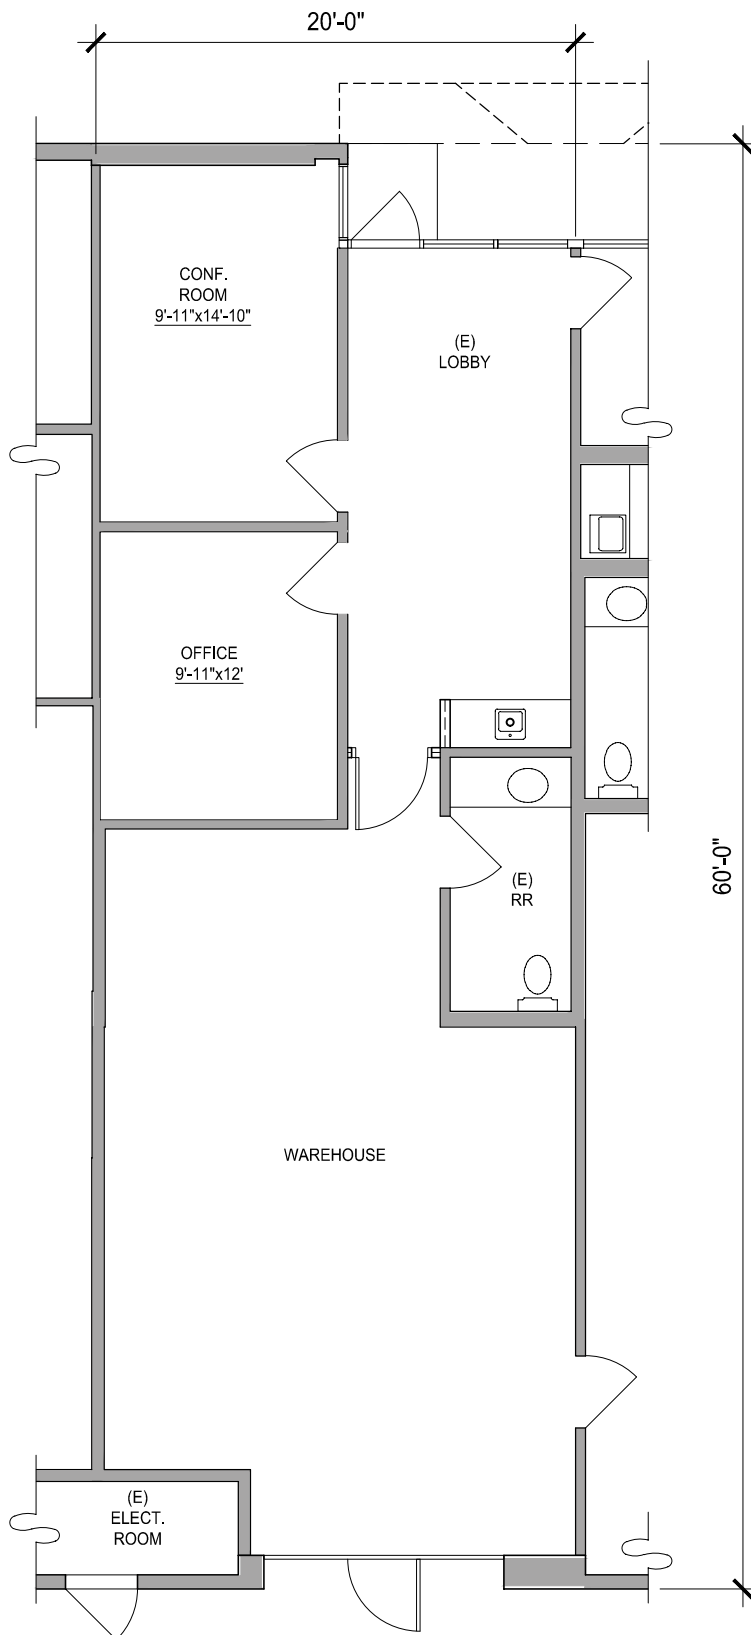 20'-0"
CONF.
ROOM
9'-11"x14'-10"
(E)
LOBBY
OFFICE
9'-11"x12'
60'-0"
(E)
RR
WAREHOUSE
(E)
ELECT.
ROOM